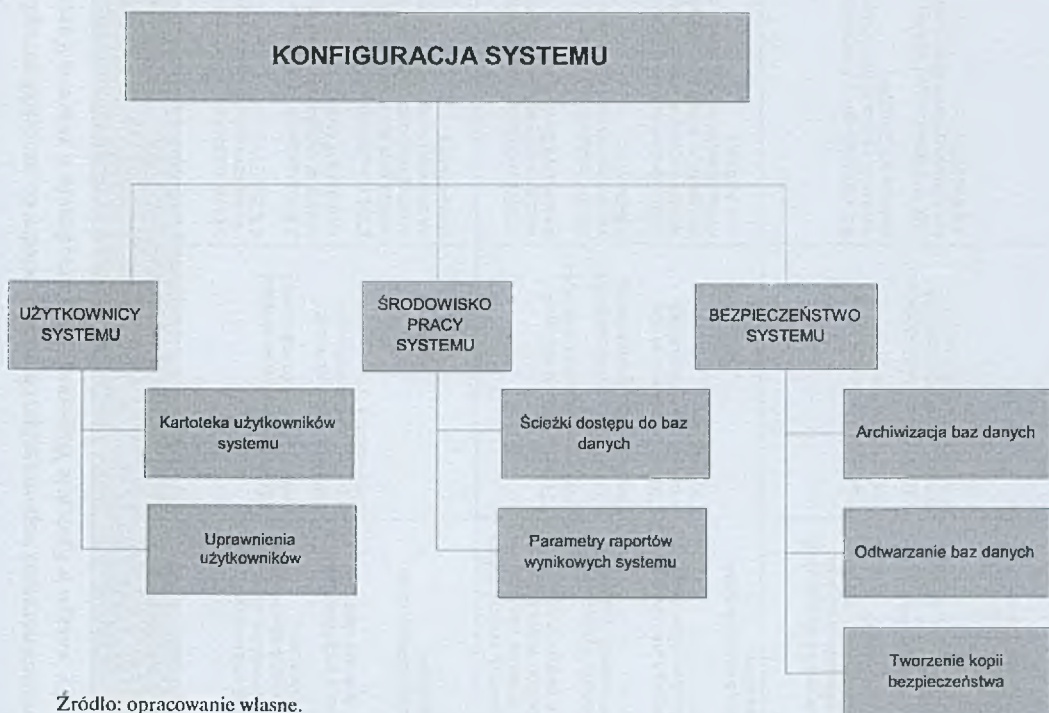 KONFIGURACJA SYSTEMU
UŻYTKOWNICY
SYSTEMU
Kartoteka użytkowników
systemu
Uprawnienia
użytkowników
ŚRODOWISKO
PRACY
SYSTEMU
Ścieżki dostępu do baz
danych
Parametry raportów
wynikowych systemu
BEZPIECZEŃSTWO
SYSTEMU
Archiwizacja baz danych
Odtwarzanie baz danych
Tworzenie kopii
bezpieczeństwa
Źródło: opracowanie własne.